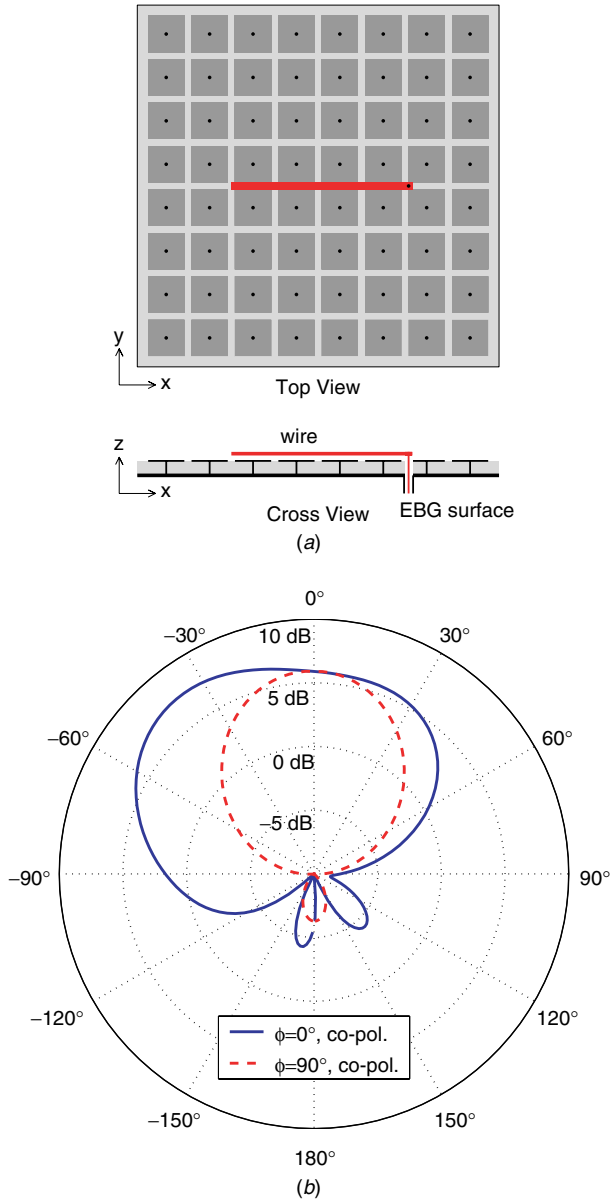 y
x
Top View
z
wire
x
Cross View
EBG surface
(a)
0°
−30°
30°
10 dB
5 dB
−60°
60°
0 dB
−5 dB
−90°
90°
−120°
120°
ϕ=0°, co-pol.
ϕ=90°, co-pol.
−150°
150°
180°
(b)